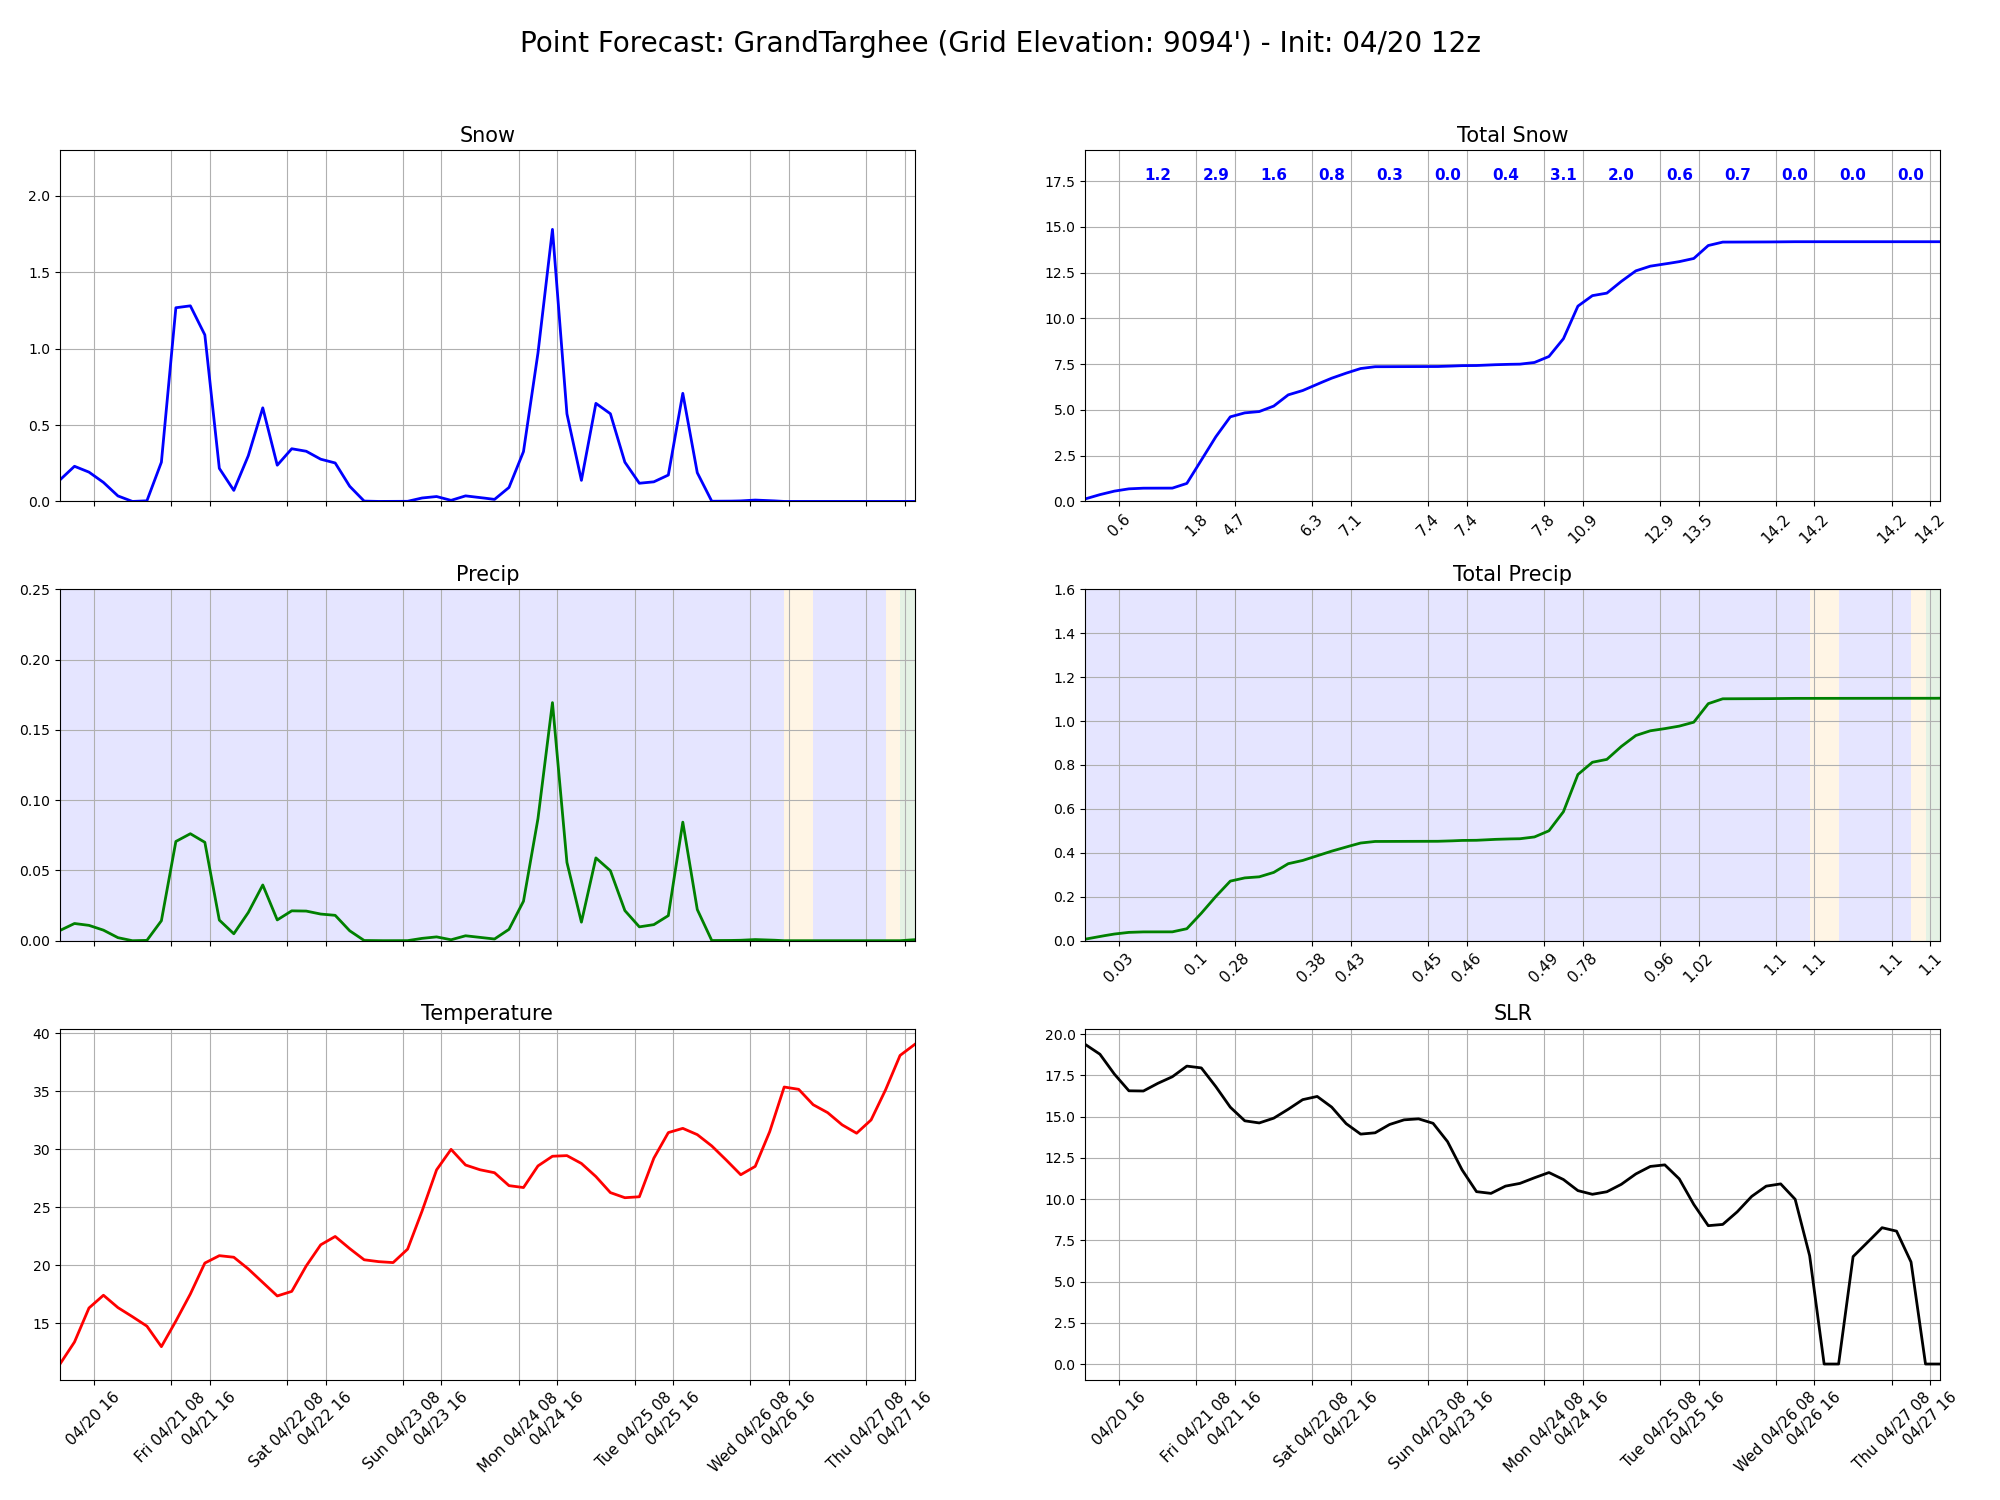 Point Forecast: GrandTarghee (Grid Elevation: 9094') - Init: 04/20 12z
Snow
2.0
1.5
1.0
0.5
0.0
Total Snow
1.2 2.9 1.6 0.8 0.3 0.0 0.4 3.1 2.0 0.6 0.7 0.0 0.0 0.0
17.5
15.0
12.5
10.0
7.5
5.0
2.5
0.0
0.6 1.8 4.7 6.3 7.1 7.4 7.4 7.8 10.9 12.9 13.5 14.2 14.2 14.2 14.2
Precip
0.25
0.20
0.15
0.10
0.05
0.00
Total Precip
1.6
1.4
1.2
1.0
0.8
0.6
0.4
0.2
0.0
0.03 0.1 0.28 0.38 0.43 0.45 0.46 0.49 0.78 0.96 1.02 1.1 1.1 1.1 1.1
Temperature
40
35
30
25
20
15
04/20 16
Fri 04/21 08
04/21 16
Sat 04/22 08
04/22 16
Sun 04/23 08
04/23 16
Mon 04/24 08
04/24 16
Tue 04/25 08
04/25 16
Wed 04/26 08
04/26 16
Thu 04/27 08
04/27 16
SLR
20.0
17.5
15.0
12.5
10.0
7.5
5.0
2.5
0.0
04/20 16
Fri 04/21 08
04/21 16
Sat 04/22 08
04/22 16
Sun 04/23 08
04/23 16
Mon 04/24 08
04/24 16
Tue 04/25 08
04/25 16
Wed 04/26 08
04/26 16
Thu 04/27 08
04/27 16